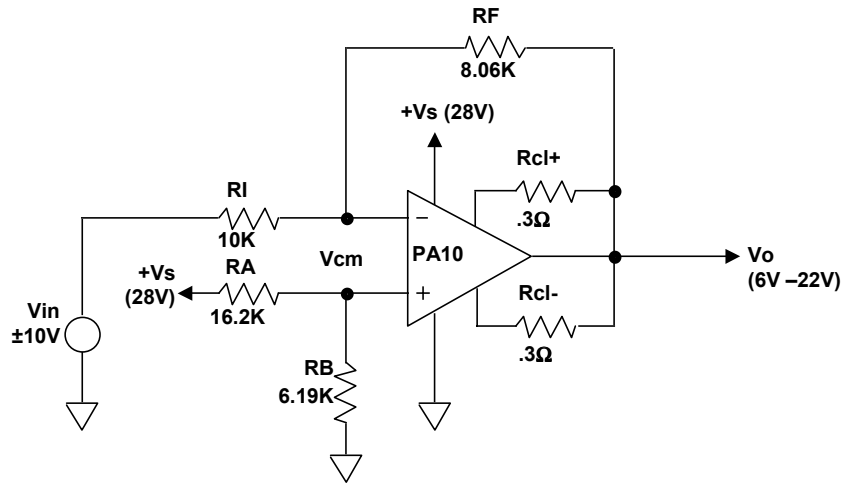 RF
8.06K
+Vs (28V)
Rcl+
.3Ω
RI
10K
−
PA10
Vcm
+Vs
(28V)
RA
16.2K
+
Vo
(6V –22V)
Rcl-
.3Ω
Vin
±10V
RB
6.19K